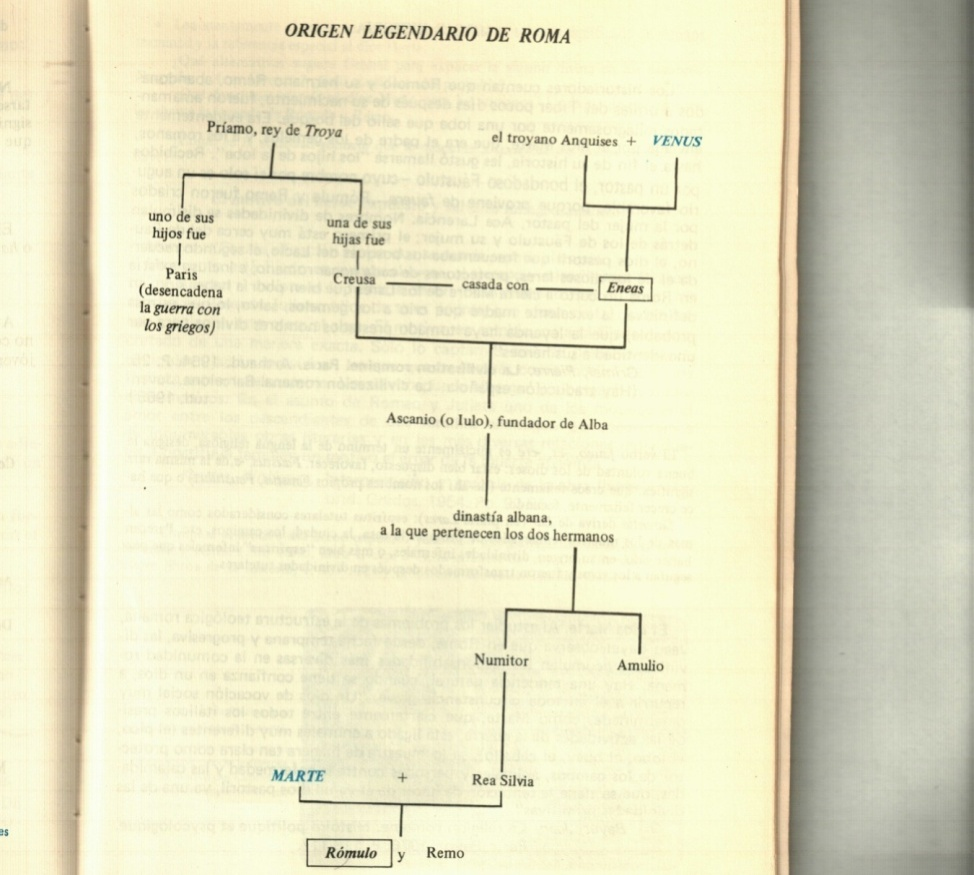 ORIGEN LEGENDARIO DE ROMA
Príamo, rey de Troya
el troyano Anquises + VENUS
uno de sus
hijos fue
una de sus
hijas fue
Paris
(desencadena
la guerra con
los griegos)
Creusa casada con Eneas
Ascanio (o Iulo), fundador de Alba
dinastía albana,
a la que pertenecen los dos hermanos
Numitor Amulio
MARTE + Rea Silvia
Rómulo y Remo